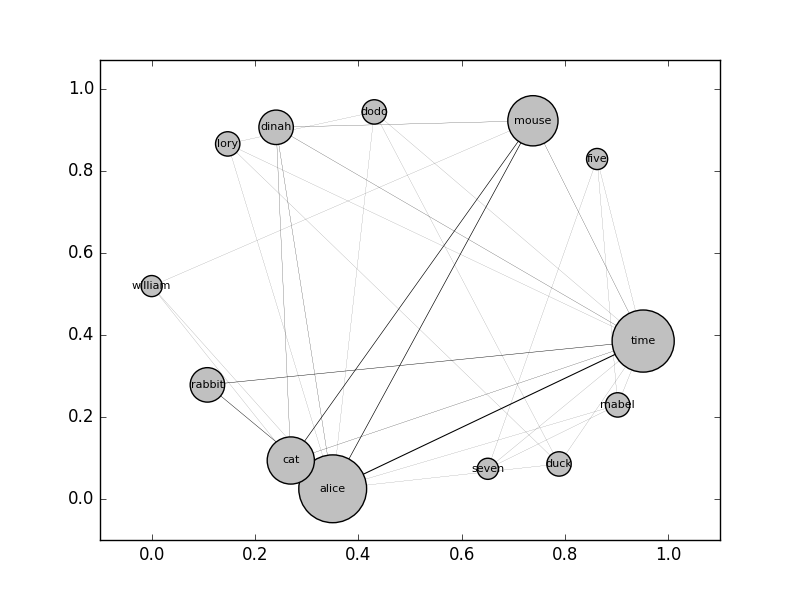 1.0
dodo
mouse
dinah
lory
five
0.8
0.6
william
0.4
time
rabbit
mabel
0.2
cat
duck
seven
alice
0.0
0.0 0.2 0.4 0.6 0.8 1.0